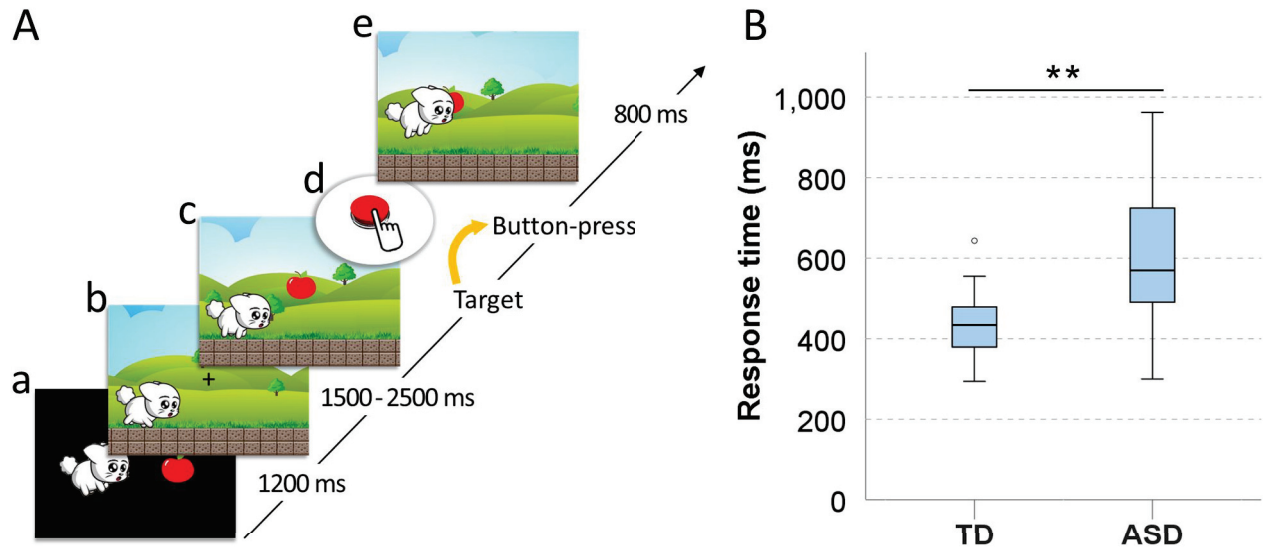 A
a
1200 ms
b
1500 - 2500 ms
c
Target
d
Button-press
e
800 ms
B
**
Response time (ms)
1,000
800
600
400
200
0
TD
ASD